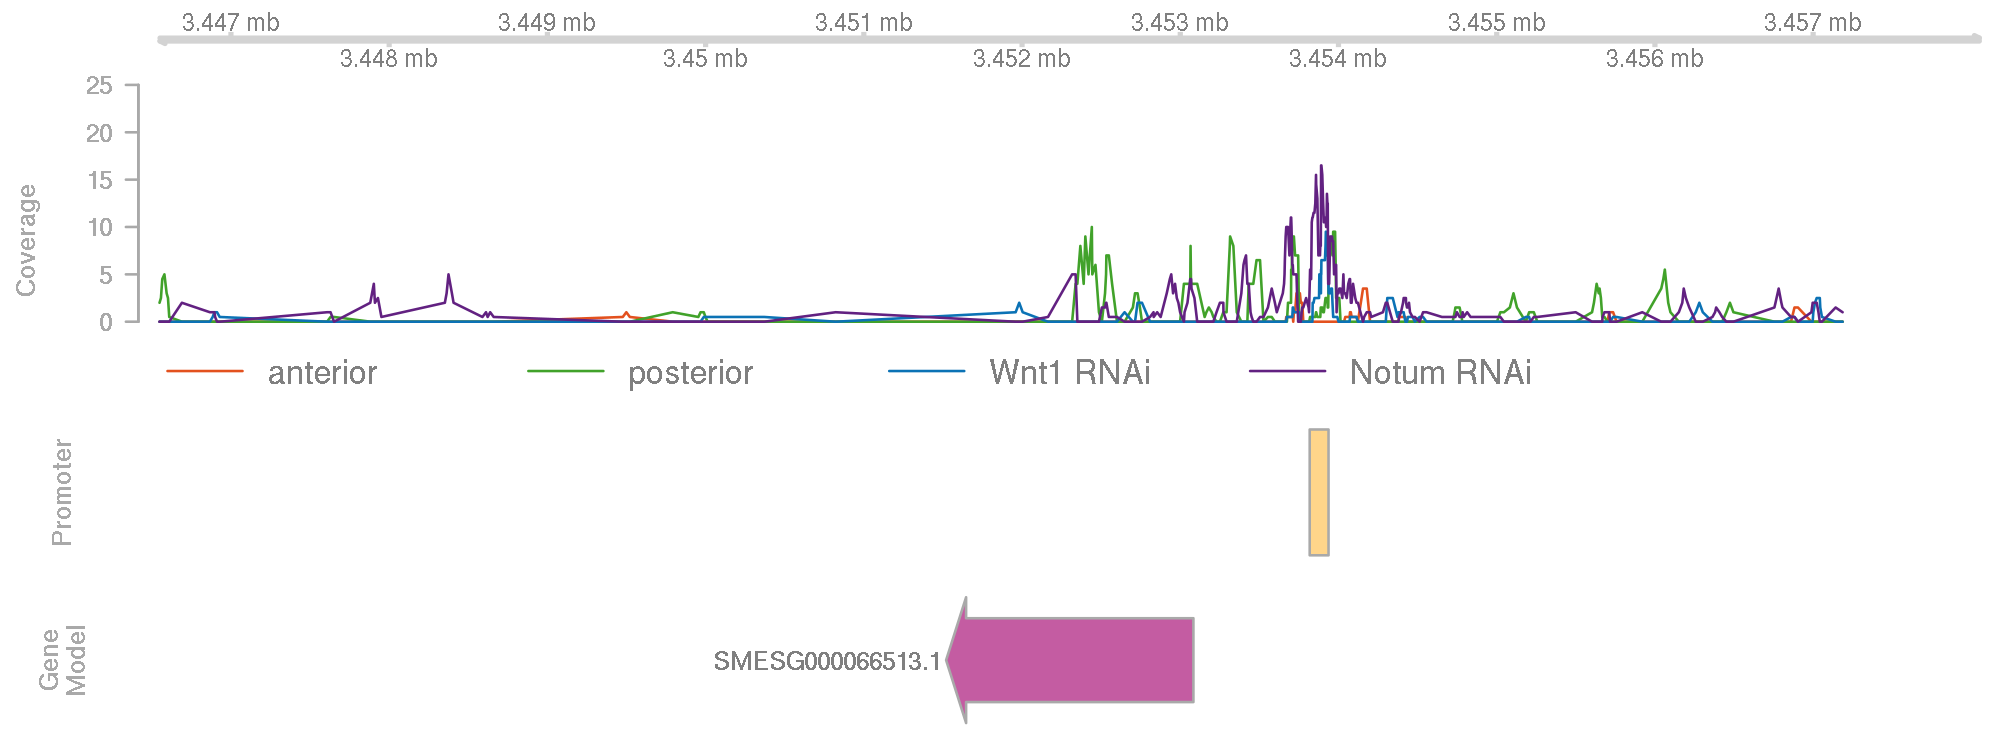 3.447 mb 3.449 mb 3.451 mb 3.453 mb 3.455 mb 3.457 mb
3.448 mb 3.45 mb 3.452 mb 3.454 mb 3.456 mb
25
20
15
10
5
0
Coverage
anterior posterior Wnt1 RNAi Notum RNAi
Promoter
Gene
Model
SMESG000066513.1